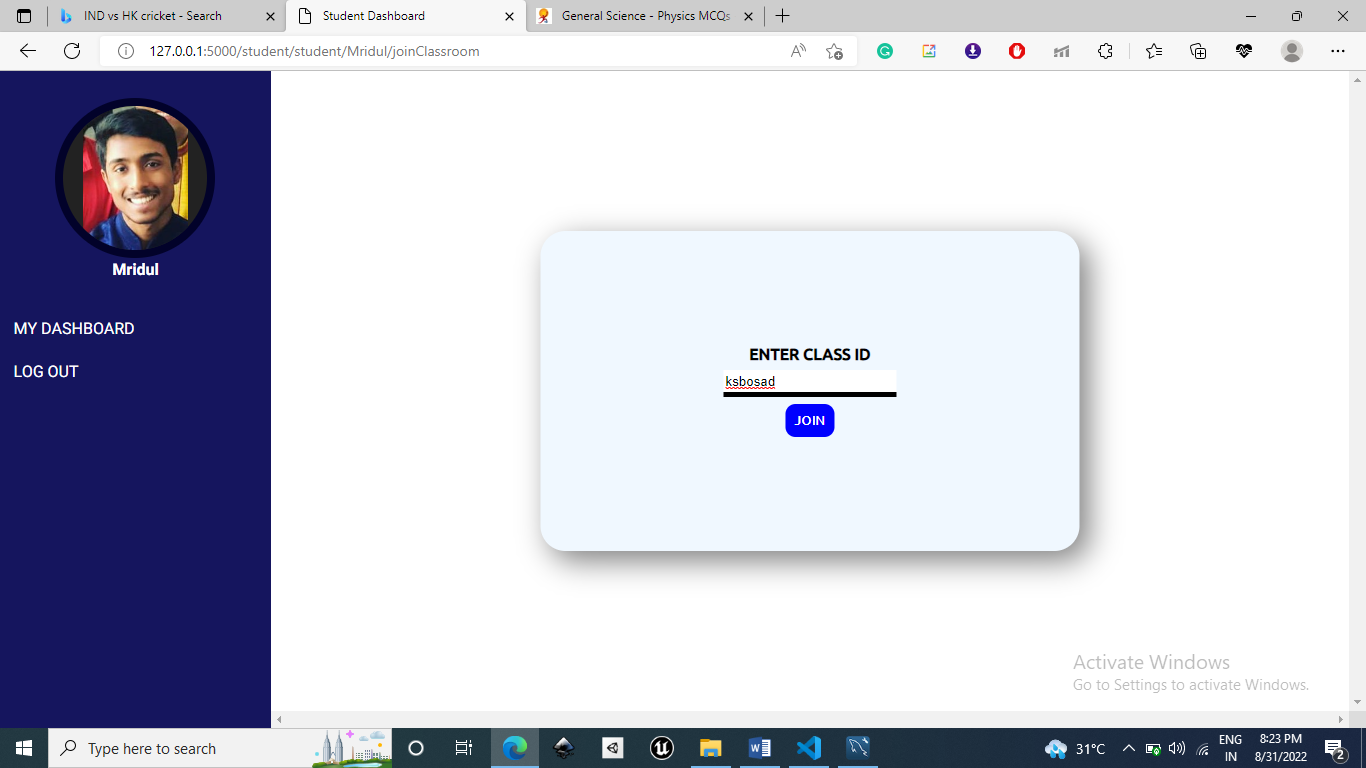 IND vs HK cricket - Search
Student Dashboard
General Science - Physics MCQs
127.0.0.1:5000/student/student/Mridul/joinClassroom
Mridul
MY DASHBOARD
LOG OUT
ENTER CLASS ID
ksbosad
JOIN
Activate Windows
Go to Settings to activate Windows.
Type here to search
31°C
ENG
IN
8:23 PM
8/31/2022
2